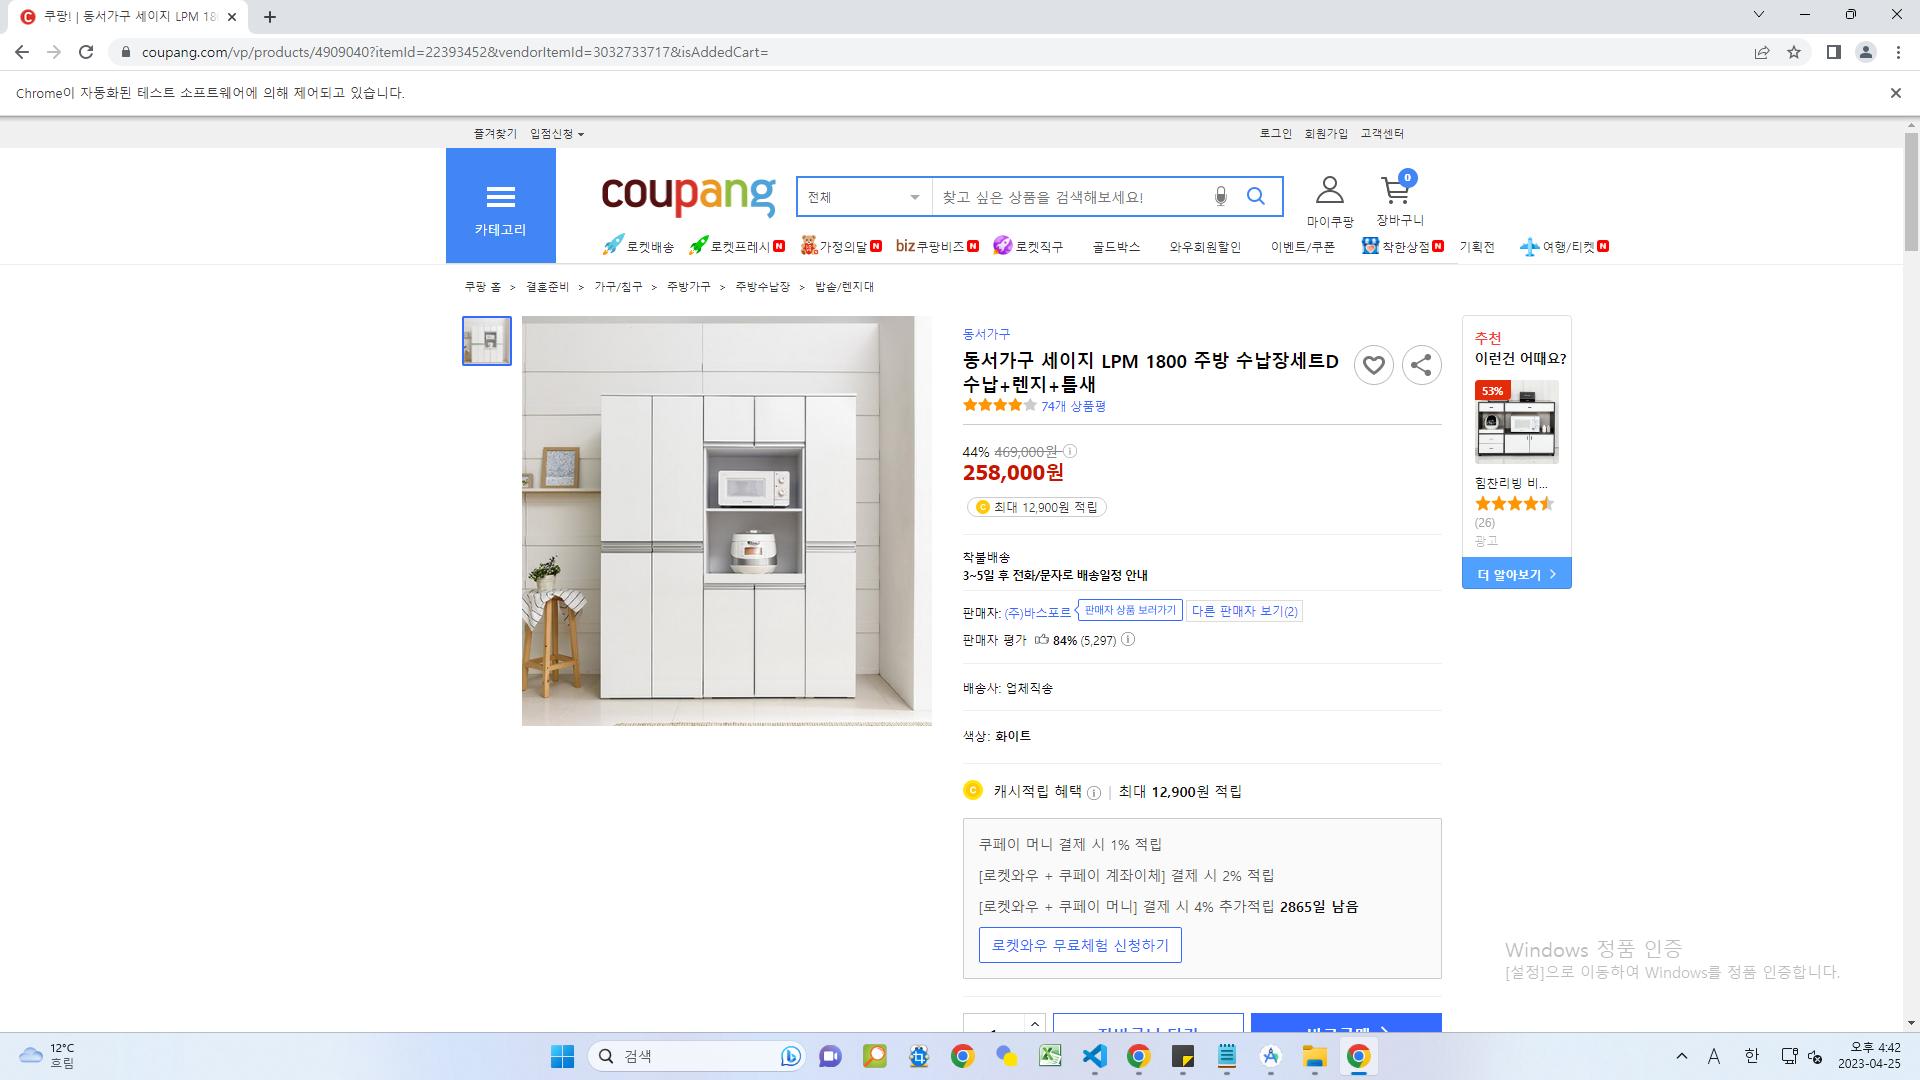 쿠팡! | 동서가구 세이지 LPM 18
coupang.com/vp/products/4909040?itemId=22393452&vendorItemId=3032733717&isAddedCart=
Chrome이 자동화된 테스트 소프트웨어에 의해 제어되고 있습니다.
즐겨찾기 입점신청
로그인 회원가입 고객센터
카테고리
coupang
전체
찾고 싶은 상품을 검색해보세요!
마이쿠팡
0
장바구니
로켓배송
로켓프레시 N
가정의달 N
biz 쿠팡비즈 N
로켓직구
골드박스
와우회원할인
이벤트/쿠폰
착한상점 N
기획전
여행/티켓 N
쿠팡 홈 > 결혼준비 > 가구/침구 > 주방가구 > 주방수납장 > 밥솥/렌지대
동서가구
동서가구 세이지 LPM 1800 주방 수납장세트D
수납+렌지+틈새
74개 상품평
44% 469,000원
258,000원
최대 12,900원 적립
착불배송
3~5일 후 전화/문자로 배송일정 안내
판매자: (주)바스포르 판매자 상품 보러가기 다른 판매자 보기(2)
판매자 평가 84% (5,297)
배송사: 업체직송
색상: 화이트
캐시적립 혜택 | 최대 12,900원 적립
쿠페이 머니 결제 시 1% 적립
[로켓와우 + 쿠페이 계좌이체] 결제 시 2% 적립
[로켓와우 + 쿠페이 머니] 결제 시 4% 추가적립 2865일 남음
로켓와우 무료체험 신청하기
추천
이런건 어때요?
53%
힘찬리빙 비...
(26)
광고
더 알아보기 >
Windows 정품 인증
[설정]으로 이동하여 Windows를 정품 인증합니다.
12°C
흐림
검색
A 한
오후 4:42
2023-04-25